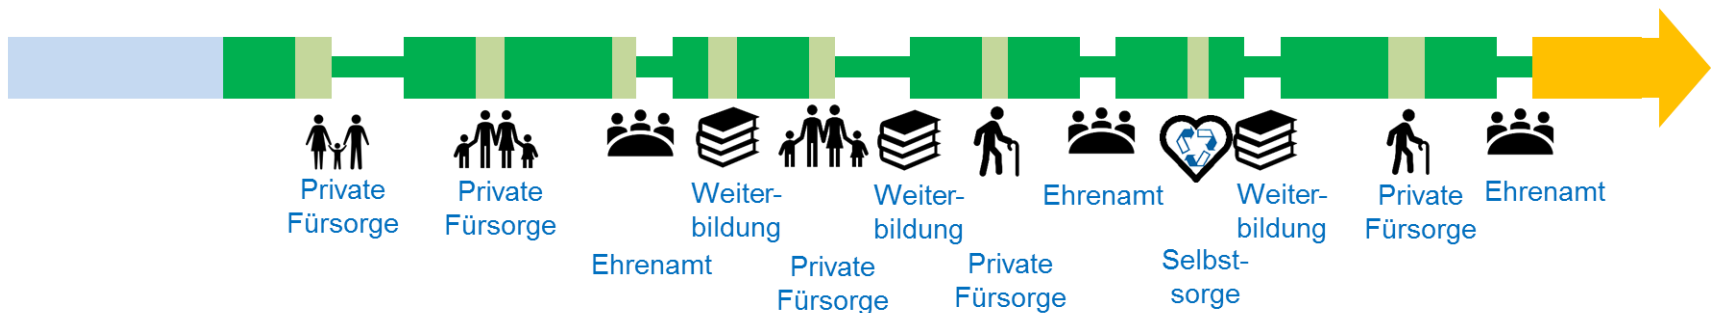 Private
Fürsorge
Private
Fürsorge
Ehrenamt
Weiter-
bildung
Private
Fürsorge
Weiter-
bildung
Private
Fürsorge
Ehrenamt
Selbst-
sorge
Weiter-
bildung
Private
Fürsorge
Ehrenamt